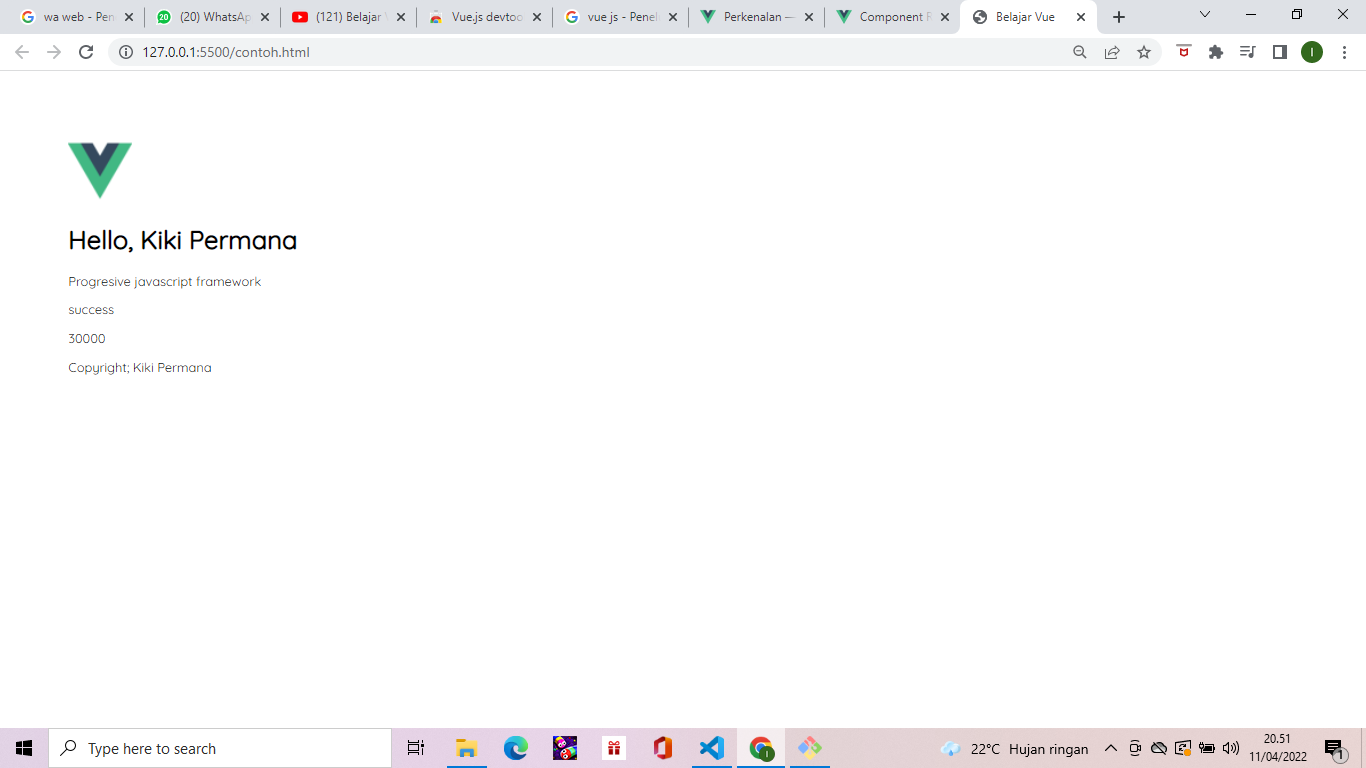 wa web - Pen
(20) WhatsAp
(121) Belajar V
Vue.js devtoo
vue js - Penel
Perkenalan —
Component R
Belajar Vue
127.0.0.1:5500/contoh.html
I
Hello, Kiki Permana
Progresive javascript framework
success
30000
Copyright; Kiki Permana
Type here to search
22°C Hujan ringan
20.51
11/04/2022
1